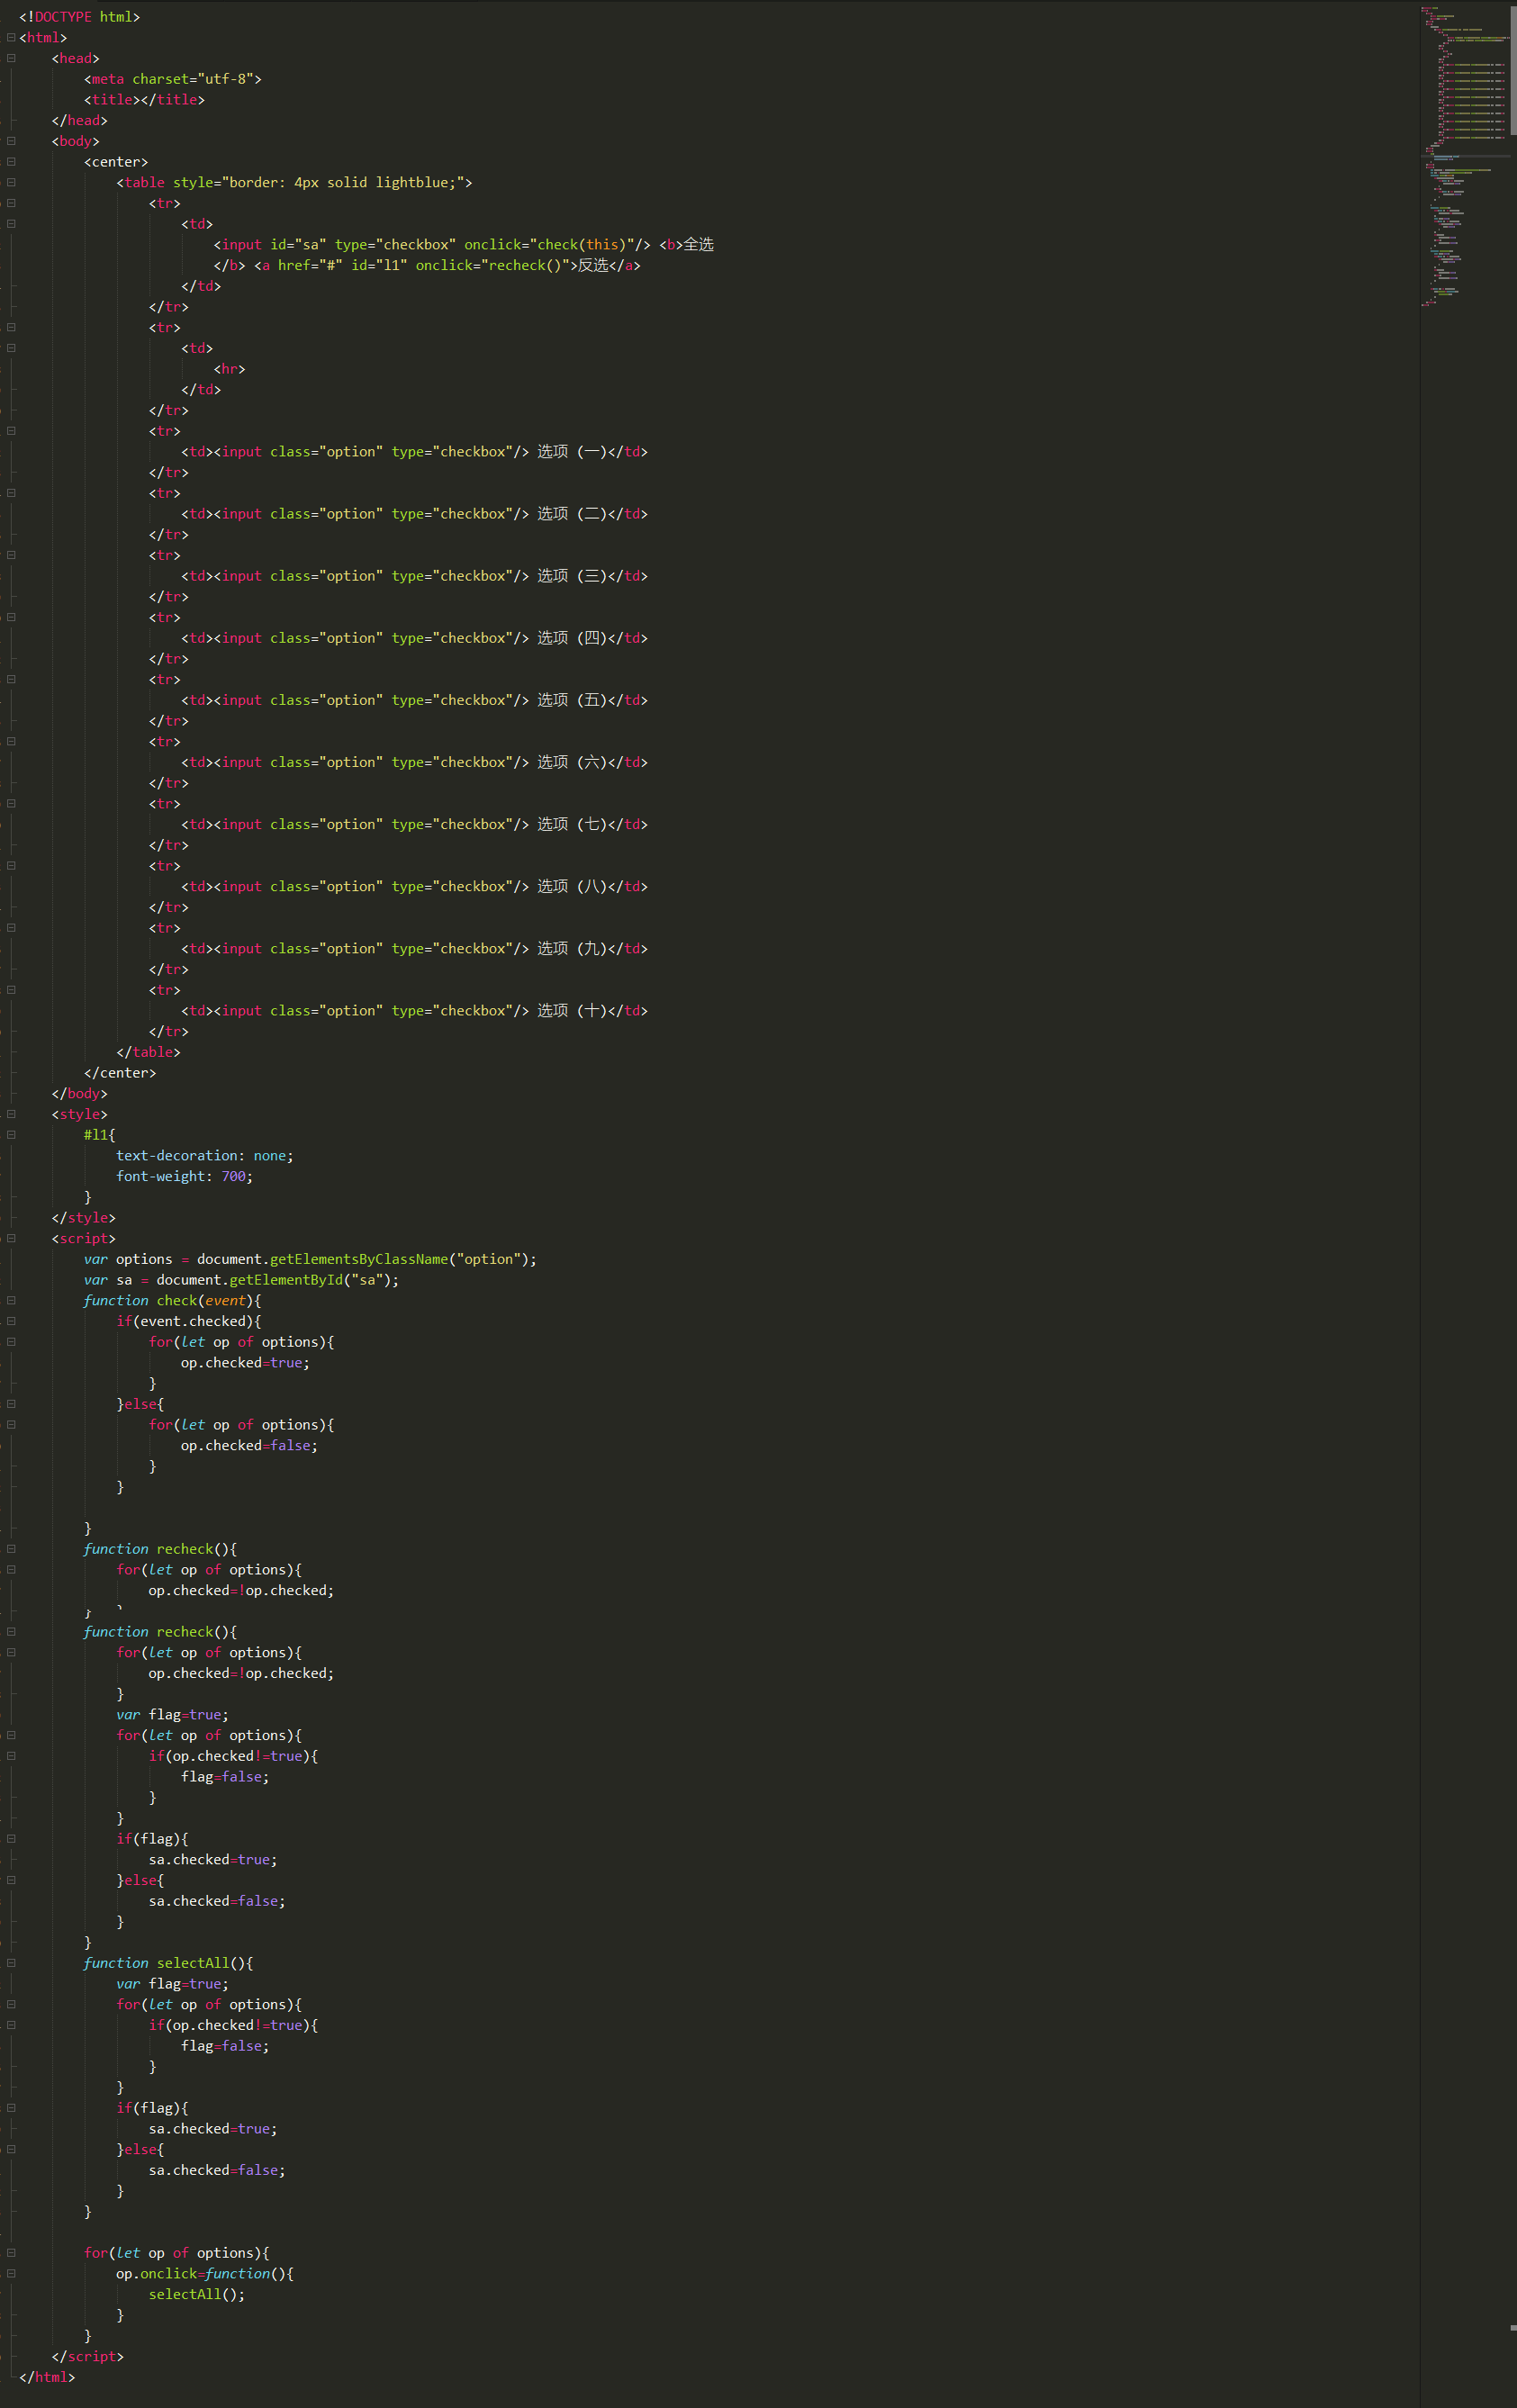 <!DOCTYPE html>
<html>
    <head>
        <meta charset="utf-8">
        <title></title>
    </head>
    <body>
        <center>
            <table style="border: 4px solid lightblue;">
                <tr>
                    <td>
                        <input id="sa" type="checkbox" onclick="check(this)"/> <b>全选
                        </b> <a href="#" id="l1" onclick="recheck()">反选</a>
                    </td>
                </tr>
                <tr>
                    <td>
                        <hr>
                    </td>
                </tr>
                <tr>
                    <td><input class="option" type="checkbox"/> 选项 (一)</td>
                </tr>
                <tr>
                    <td><input class="option" type="checkbox"/> 选项 (二)</td>
                </tr>
                <tr>
                    <td><input class="option" type="checkbox"/> 选项 (三)</td>
                </tr>
                <tr>
                    <td><input class="option" type="checkbox"/> 选项 (四)</td>
                </tr>
                <tr>
                    <td><input class="option" type="checkbox"/> 选项 (五)</td>
                </tr>
                <tr>
                    <td><input class="option" type="checkbox"/> 选项 (六)</td>
                </tr>
                <tr>
                    <td><input class="option" type="checkbox"/> 选项 (七)</td>
                </tr>
                <tr>
                    <td><input class="option" type="checkbox"/> 选项 (八)</td>
                </tr>
                <tr>
                    <td><input class="option" type="checkbox"/> 选项 (九)</td>
                </tr>
                <tr>
                    <td><input class="option" type="checkbox"/> 选项 (十)</td>
                </tr>
            </table>
        </center>
    </body>
    <style>
        #l1{
            text-decoration: none;
            font-weight: 700;
        }
    </style>
    <script>
        var options = document.getElementsByClassName("option");
        var sa = document.getElementById("sa");
        function check(event){
            if(event.checked){
                for(let op of options){
                    op.checked=true;
                }
            }else{
                for(let op of options){
                    op.checked=false;
                }
            }

        }
        function recheck(){
            for(let op of options){
                op.checked=!op.checked;
        }   }
        function recheck(){
            for(let op of options){
                op.checked=!op.checked;
            }
            var flag=true;
            for(let op of options){
                if(op.checked!=true){
                    flag=false;
                }
            }
            if(flag){
                sa.checked=true;
            }else{
                sa.checked=false;
            }
        }
        function selectAll(){
            var flag=true;
            for(let op of options){
                if(op.checked!=true){
                    flag=false;
                }
            }
            if(flag){
                sa.checked=true;
            }else{
                sa.checked=false;
            }
        }

        for(let op of options){
            op.onclick=function(){
                selectAll();
            }
        }
    </script>
</html>